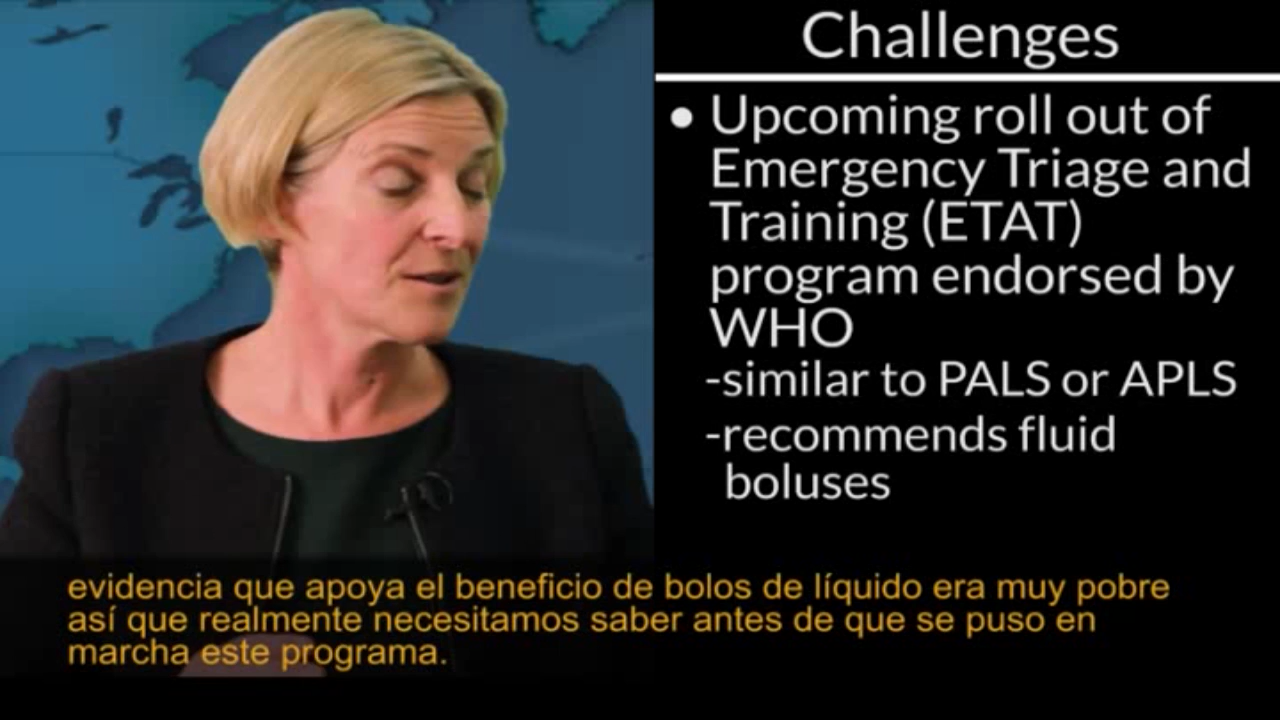 Challenges
• Upcoming roll out of
Emergency Triage and
Training (ETAT)
program endorsed by
WHO
-similar to PALS or APLS
-recommends fluid
boluses
evidencia que apoya el beneficio de bolos de líquido era muy pobre
así que realmente necesitamos saber antes de que se puso en
marcha este programa.